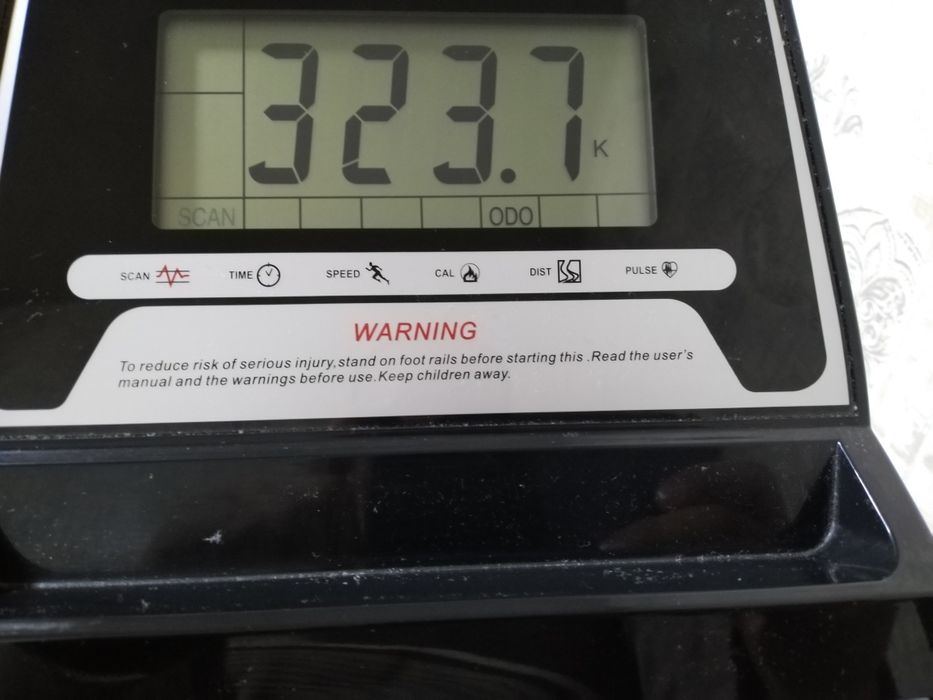 323.7 K
SCAN ODO
SCAN TIME SPEED CAL DIST PULSE
WARNING
To reduce risk of serious injury,stand on foot rails before starting this .Read the user's
manual and the warnings before use.Keep children away.